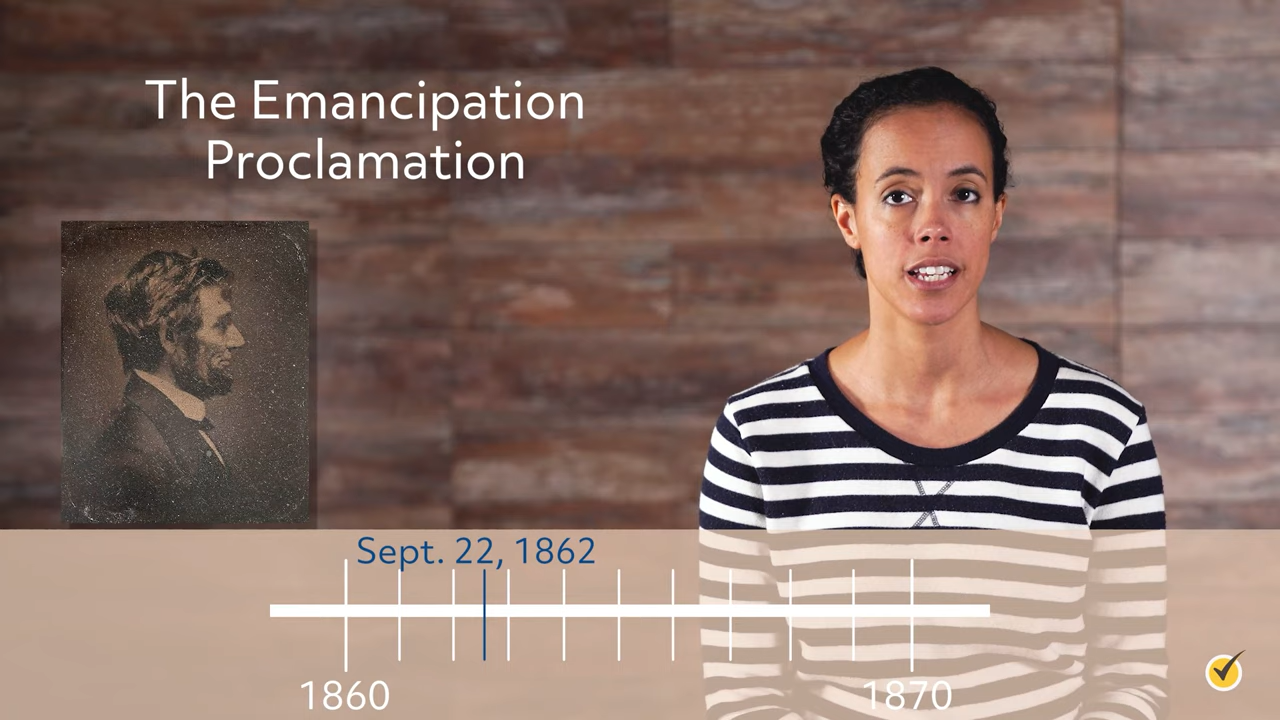 The Emancipation
Proclamation
Sept. 22, 1862
1860
1870